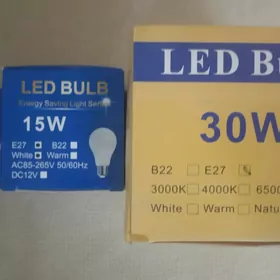 LED BULB
Energy Saving Light Series
15W
E27 B22
White Warm
AC85-265V 50/60Hz
DC12V
LED Bu
30W
B22 E27
3000K 4000K 6500
White Warm Natu